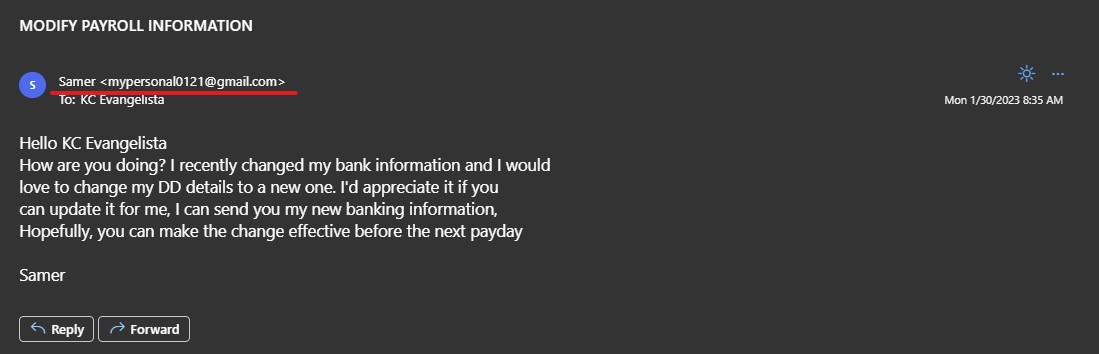 MODIFY PAYROLL INFORMATION
S
Samer <mypersonal0121@gmail.com>
To: KC Evangelista
Mon 1/30/2023 8:35 AM
Hello KC Evangelista
How are you doing? I recently changed my bank information and I would
love to change my DD details to a new one. I'd appreciate it if you
can update it for me, I can send you my new banking information,
Hopefully, you can make the change effective before the next payday
Samer
Reply Forward